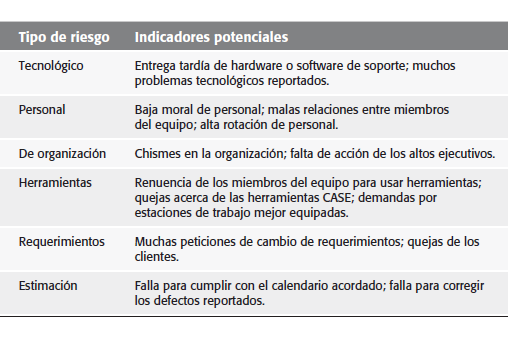 Tipo de riesgo Indicadores potenciales
Tecnológico Entrega tardía de hardware o software de soporte; muchos
problemas tecnológicos reportados.
Personal Baja moral de personal; malas relaciones entre miembros
del equipo; alta rotación de personal.
De organización Chismes en la organización; falta de acción de los altos ejecutivos.
Herramientas Renuencia de los miembros del equipo para usar herramientas;
quejas acerca de las herramientas CASE; demandas por
estaciones de trabajo mejor equipadas.
Requerimientos Muchas peticiones de cambio de requerimientos; quejas de los
clientes.
Estimación Falla para cumplir con el calendario acordado; falla para corregir
los defectos reportados.